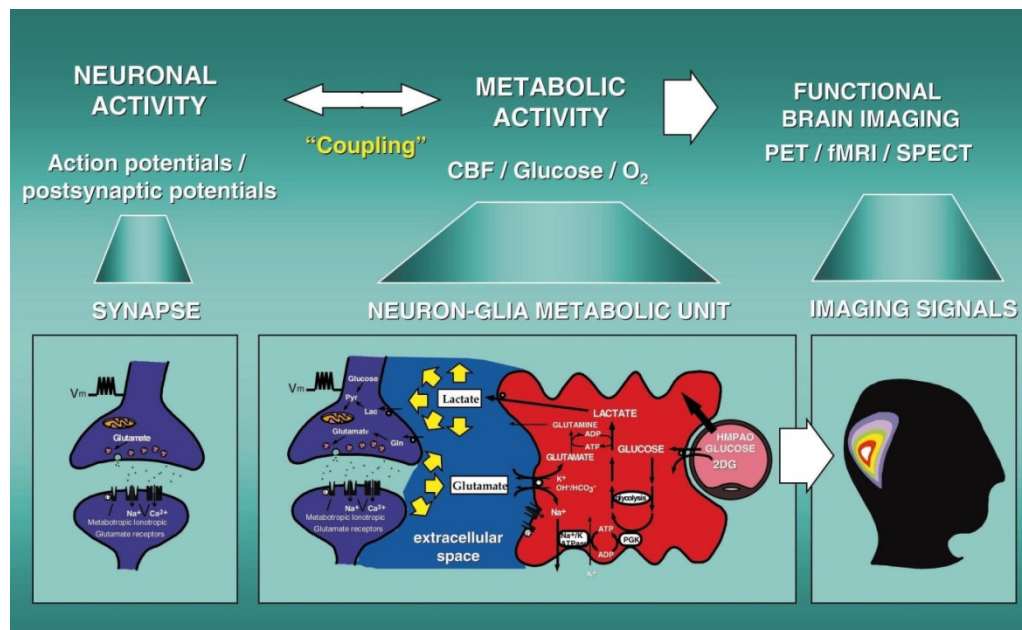 NEURONAL
ACTIVITY
“Coupling”
METABOLIC
ACTIVITY
FUNCTIONAL
BRAIN IMAGING
PET / fMRI / SPECT
Action potentials /
postsynaptic potentials
CBF / Glucose / O₂
SYNAPSE
NEURON-GLIA METABOLIC UNIT
IMAGING SIGNALS
Vm
Glutamate
Na⁺ Ca²⁺
Metabotropic Ionotropic
Glutamate receptors
Vm
Glucose
Pyr
Lac
Glutamate
Gln
Na⁺ Ca²⁺
Metabotropic Ionotropic
Glutamate receptors
Lactate
Glutamate
extracellular
space
LACTATE
GLUTAMINE
ADP
ATP
GLUTAMATE
GLUCOSE
K⁺
OH⁻/HCO₃⁻
Na⁺
glycolysis
Na⁺/K
ATPase
ATP
ADP
PGK
K⁺
HMPAO
GLUCOSE
2DG